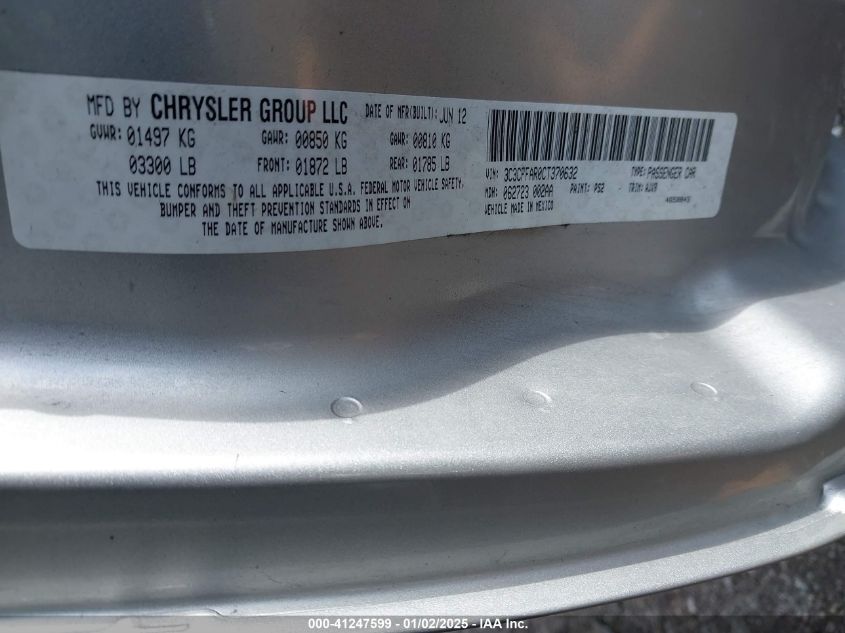 MFD BY CHRYSLER GROUP LLC DATE OF MFR(BUILT): JUN 12
GVWR: 01497 KG GAWR: 00850 KG GAWR: 00810 KG
03300 LB FRONT: 01872 LB REAR: 01785 LB
THIS VEHICLE CONFORMS TO ALL APPLICABLE U.S.A. FEDERAL MOTOR VEHICLE SAFETY,
BUMPER AND THEFT PREVENTION STANDARDS IN EFFECT ON
THE DATE OF MANUFACTURE SHOWN ABOVE.
VIN: 3C3CFFAR0CT370632 TYPE: PASSENGER CAR
MDH: 062723 002AA PAINT: PS2 TRIM:
VEHICLE MADE IN MEXICO
000-41247599 - 01/02/2025 - IAA Inc.